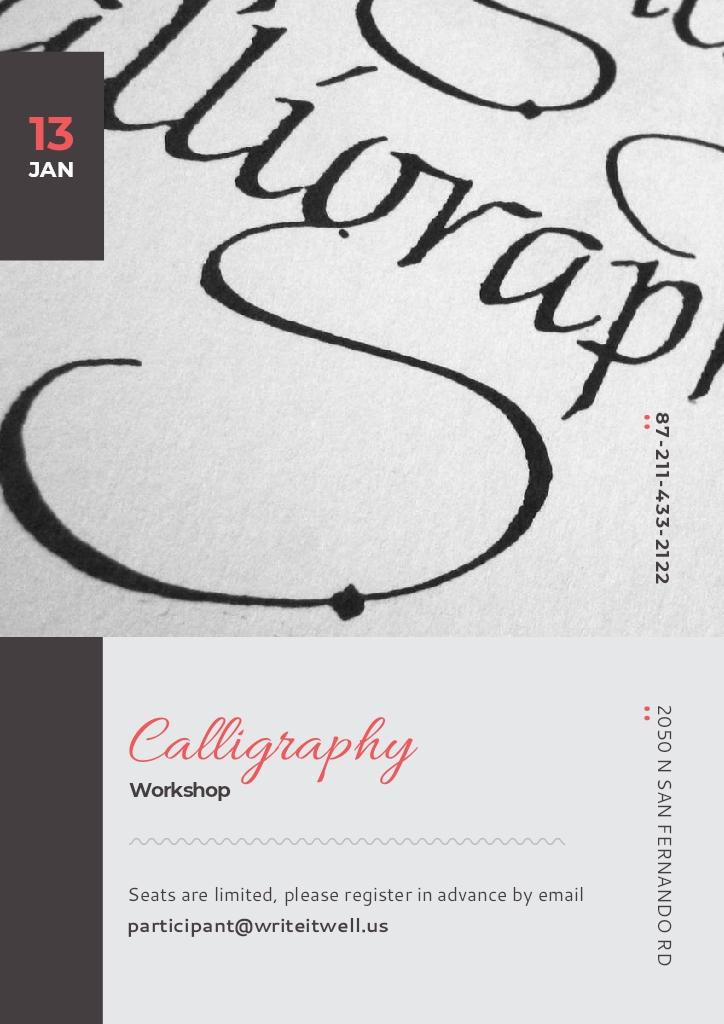 13
JAN
87-211-433-2122
Calligraphy
Workshop
2050 N SAN FERNANDO RD
Seats are limited, please register in advance by email
participant@writeitwell.us